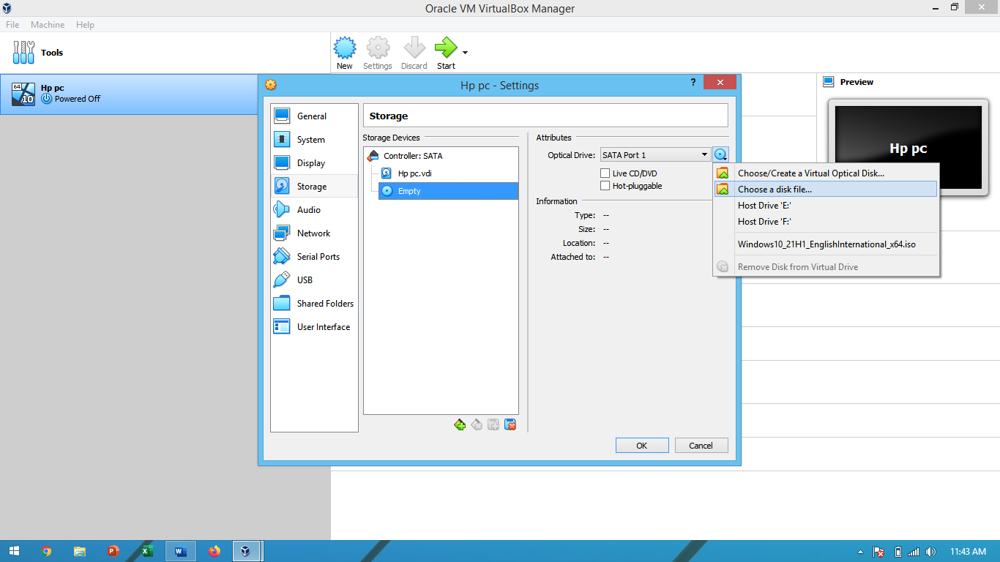 Oracle VM VirtualBox Manager
File Machine Help
Tools
New Settings Discard Start
64
10
Hp pc
Powered Off
Hp pc - Settings
?
Preview
Hp pc
General
System
Display
Storage
Audio
Network
Serial Ports
USB
Shared Folders
User Interface
Storage
Storage Devices
Controller: SATA
Hp pc.vdi
Empty
Attributes
Optical Drive: SATA Port 1
Live CD/DVD
Hot-pluggable
Information
Type: --
Size: --
Location: --
Attached to: --
Choose/Create a Virtual Optical Disk...
Choose a disk file...
Host Drive 'E:'
Host Drive 'F:'
Windows10_21H1_EnglishInternational_x64.iso
Remove Disk from Virtual Drive
OK Cancel
11:43 AM